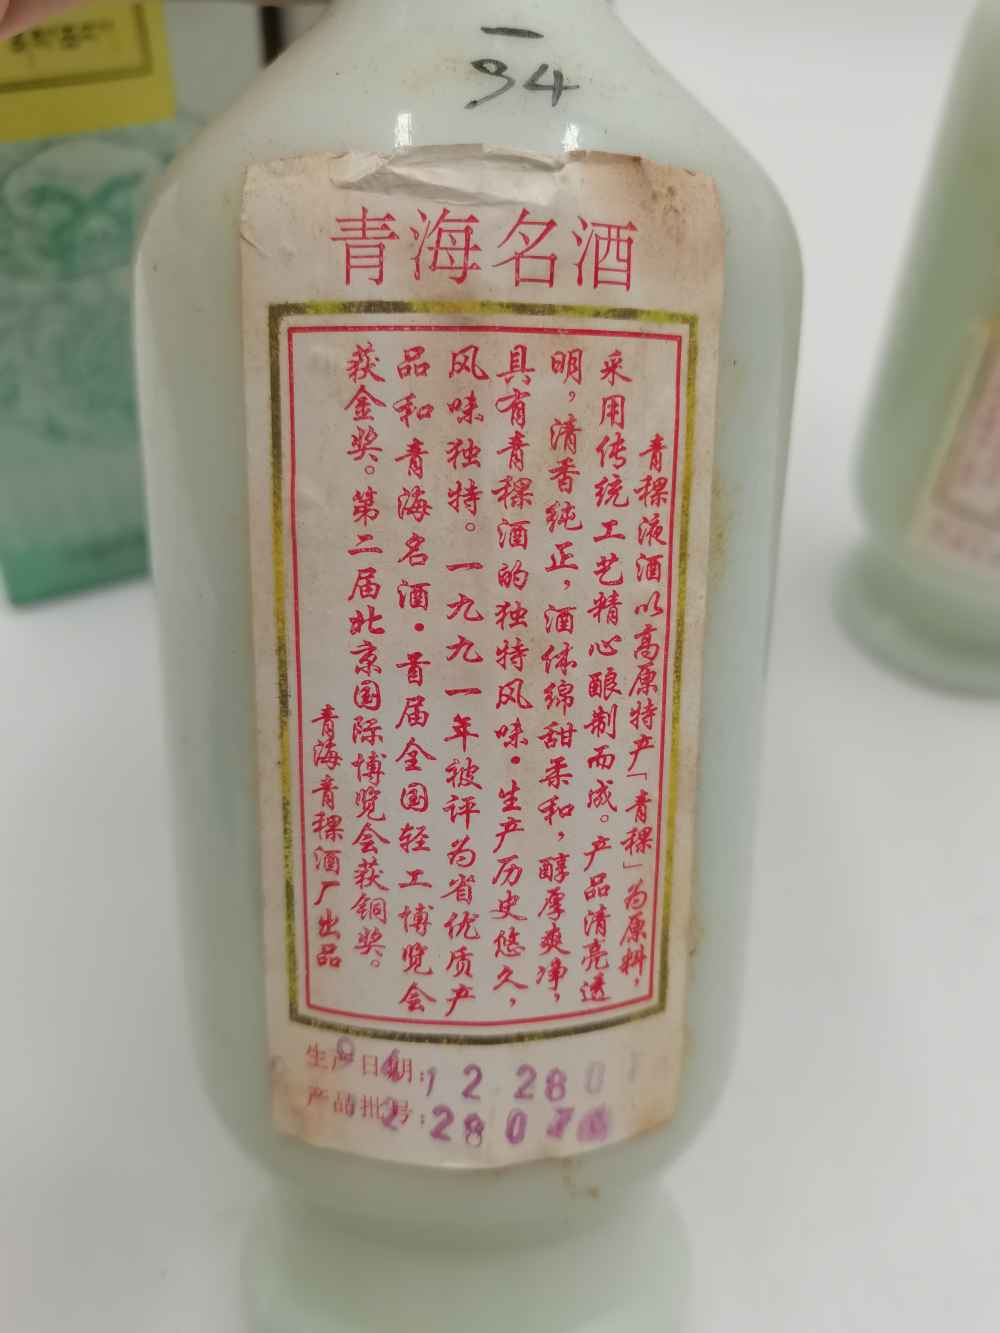 一
94
青海名酒
青稞液酒以高原特产「青稞」为原料，
采用传统工艺精心酿制而成。产品清亮透
明，清香纯正，酒体绵甜柔和，醇厚爽净，
具有青稞酒的独特风味·生产历史悠久，
风味独特。一九九一年被评为省优质产
品和青海名酒·首届全国轻工博览会
获金奖。第二届北京国际博览会获铜奖。
青海青稞酒厂出品
生产日期：94 12 28
产品批号：